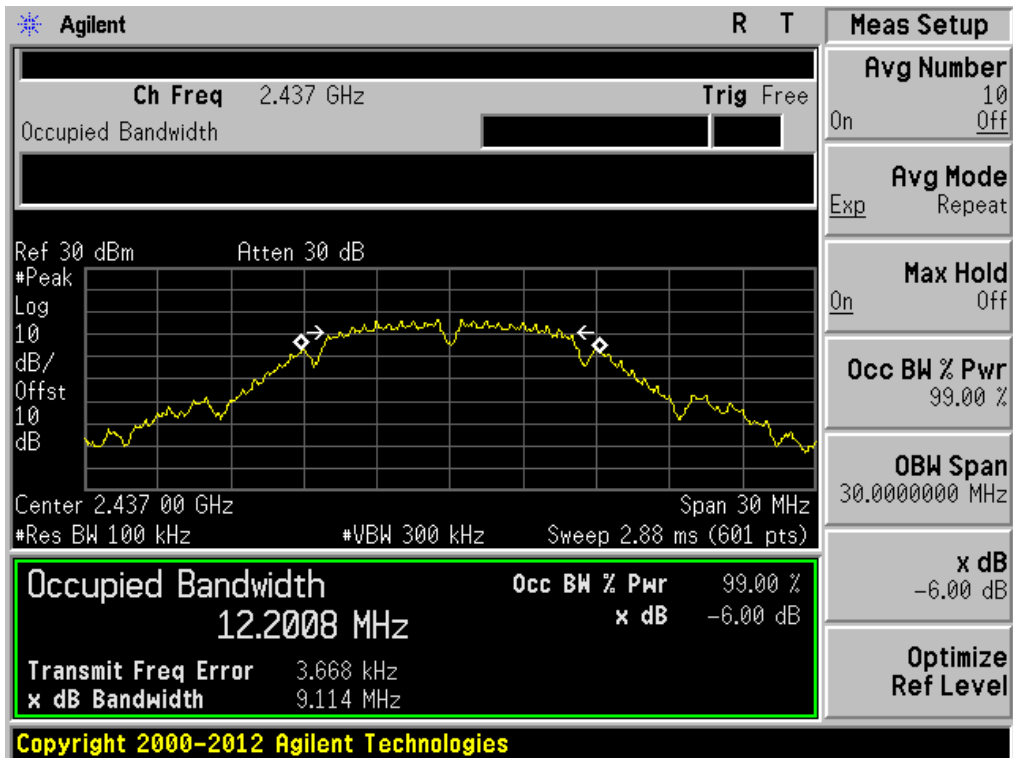 Agilent R T
Ch Freq 2.437 GHz Trig Free
Occupied Bandwidth
Ref 30 dBm Atten 30 dB
#Peak
Log
10
dB/
Offst
10
dB
Center 2.437 00 GHz Span 30 MHz
#Res BW 100 kHz #VBW 300 kHz Sweep 2.88 ms (601 pts)
Occupied Bandwidth Occ BW % Pwr 99.00 %
12.2008 MHz x dB -6.00 dB
Transmit Freq Error 3.668 kHz
x dB Bandwidth 9.114 MHz
Copyright 2000-2012 Agilent Technologies
Meas Setup
Avg Number
10
On Off
Avg Mode
Exp Repeat
Max Hold
On Off
Occ BW % Pwr
99.00 %
OBW Span
30.0000000 MHz
x dB
-6.00 dB
Optimize
Ref Level